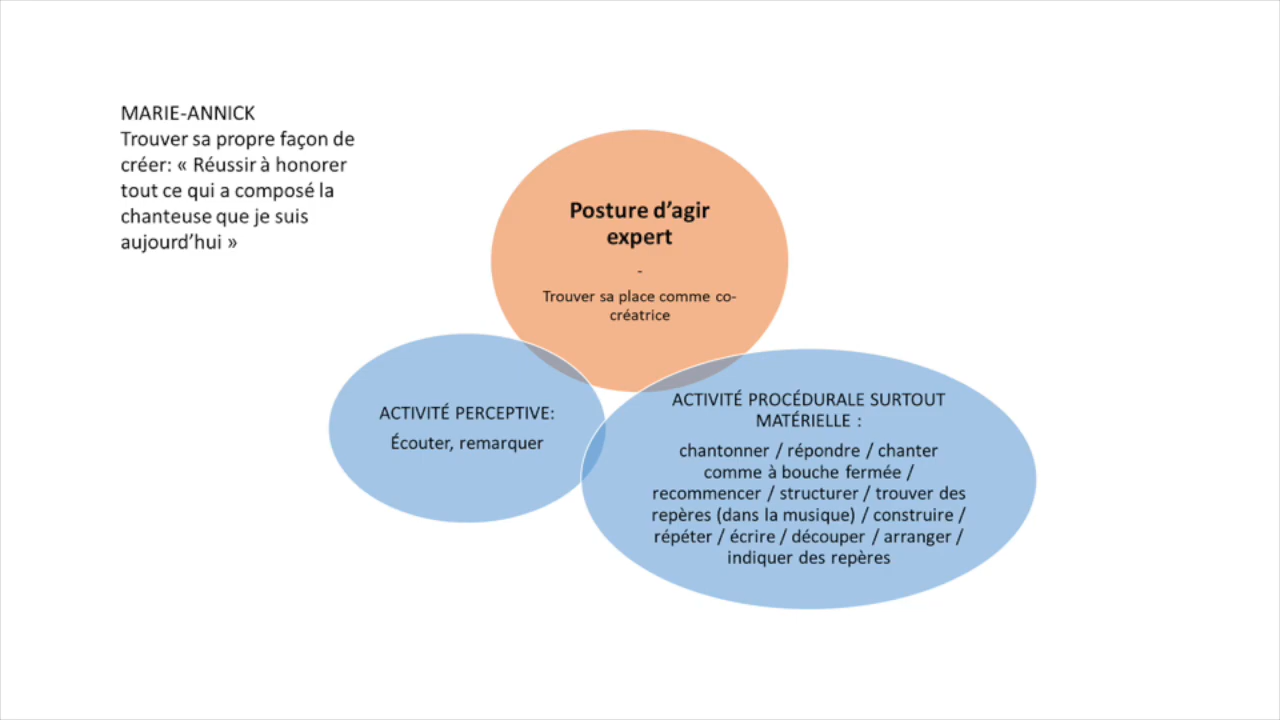 MARIE-ANNICK
Trouver sa propre façon de
créer: « Réussir à honorer
tout ce qui a composé la
chanteuse que je suis
aujourd’hui »
Posture d’agir
expert
-
Trouver sa place comme co-
créatrice
ACTIVITÉ PERCEPTIVE:
Écouter, remarquer
ACTIVITÉ PROCÉDURALE SURTOUT
MATÉRIELLE :
chantonner / répondre / chanter
comme à bouche fermée /
recommencer / structurer / trouver des
repères (dans la musique) / construire /
répéter / écrire / découper / arranger /
indiquer des repères